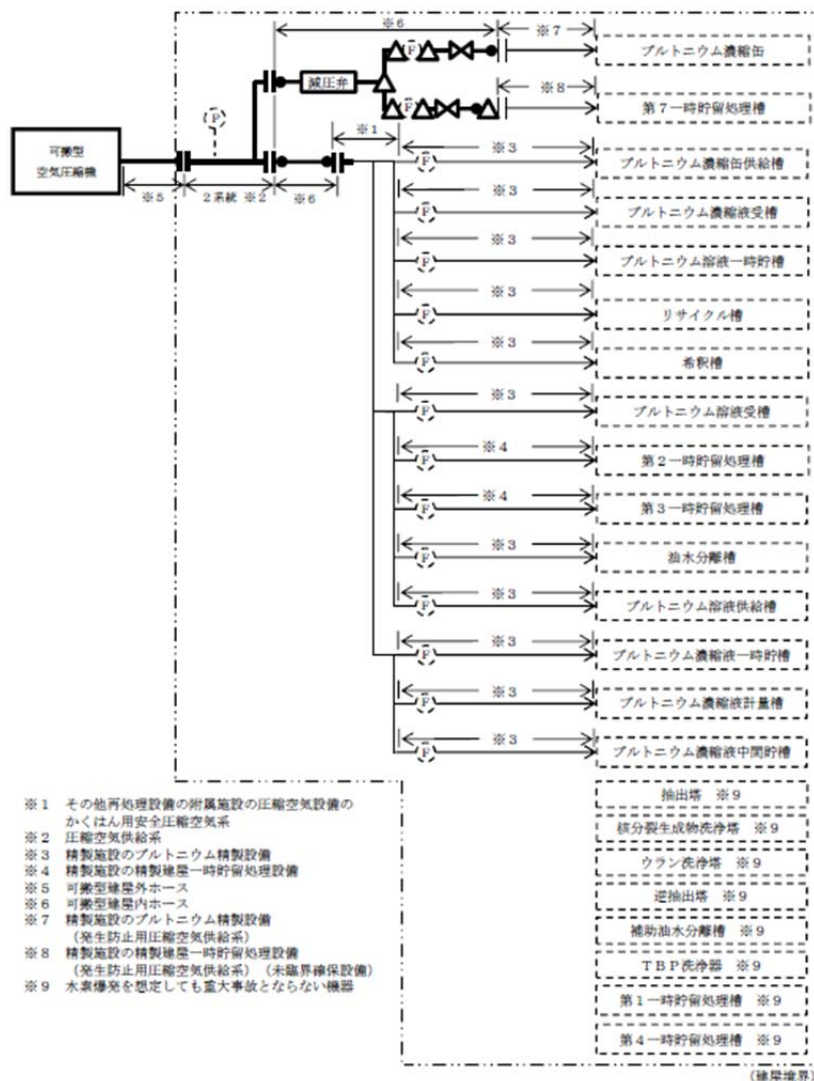 ※6
※7
プルトニウム濃縮缶
F
減圧弁
※8
F
第7一時貯留処理槽
P
※1
※3
可搬型
空気圧縮機
F
プルトニウム濃縮缶供給槽
※5
2系統 ※2
※6
※3
F
プルトニウム濃縮液受槽
※3
F
プルトニウム溶液一時貯槽
※3
F
リサイクル槽
※3
F
希釈槽
※3
F
プルトニウム溶液受槽
※4
F
第2一時貯留処理槽
※4
F
第3一時貯留処理槽
※3
F
油水分離槽
※3
F
プルトニウム溶液供給槽
※3
F
プルトニウム濃縮液一時貯槽
※3
F
プルトニウム濃縮液計量槽
※3
F
プルトニウム濃縮液中間貯槽
抽出塔 ※9
核分裂生成物洗浄塔 ※9
ウラン洗浄塔 ※9
逆抽出塔 ※9
補助油水分離槽 ※9
TBP洗浄器 ※9
第1一時貯留処理槽 ※9
第4一時貯留処理槽 ※9
※1 その他再処理設備の附属施設の圧縮空気設備の
かくはん用安全圧縮空気系
※2 圧縮空気供給系
※3 精製施設のプルトニウム精製設備
※4 精製施設の精製建屋一時貯留処理設備
※5 可搬型建屋外ホース
※6 可搬型建屋内ホース
※7 精製施設のプルトニウム精製設備
(発生防止用圧縮空気供給系)
※8 精製施設の精製建屋一時貯留処理設備
(発生防止用圧縮空気供給系)(未臨界確保設備)
※9 水素爆発を想定しても重大事故とならない機器
(建屋境界)